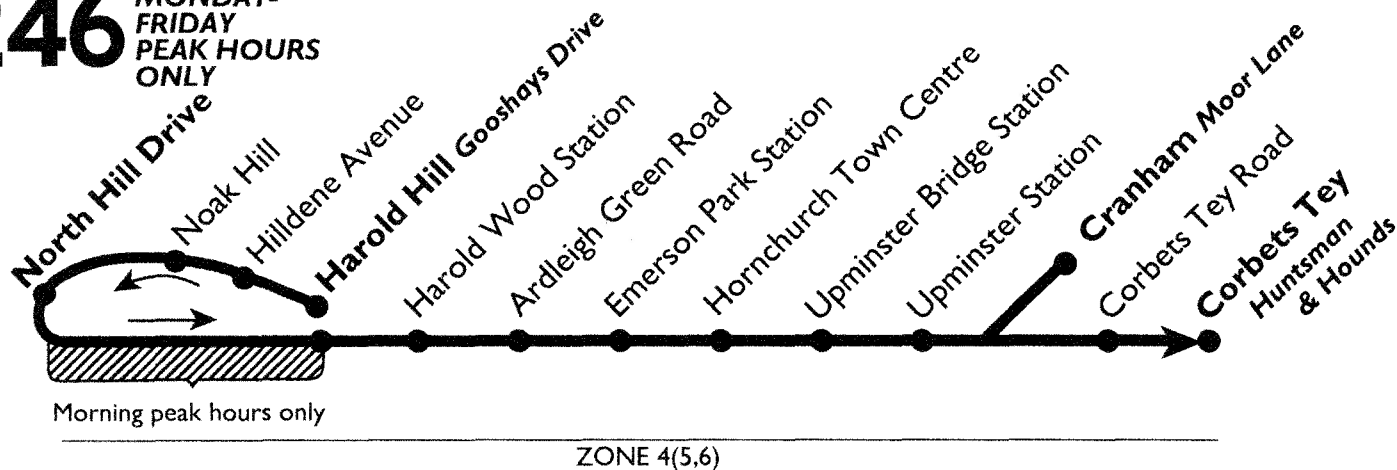 246
MONDAY-
FRIDAY
PEAK HOURS
ONLY
North Hill Drive
Noak Hill
Hilldene Avenue
Harold Hill Gooshays Drive
Harold Wood Station
Ardleigh Green Road
Emerson Park Station
Hornchurch Town Centre
Upminster Bridge Station
Upminster Station
Cranham Moor Lane
Corbets Tey Road
Corbets Tey
Huntsman
& Hounds
Morning peak hours only
ZONE 4(5,6)